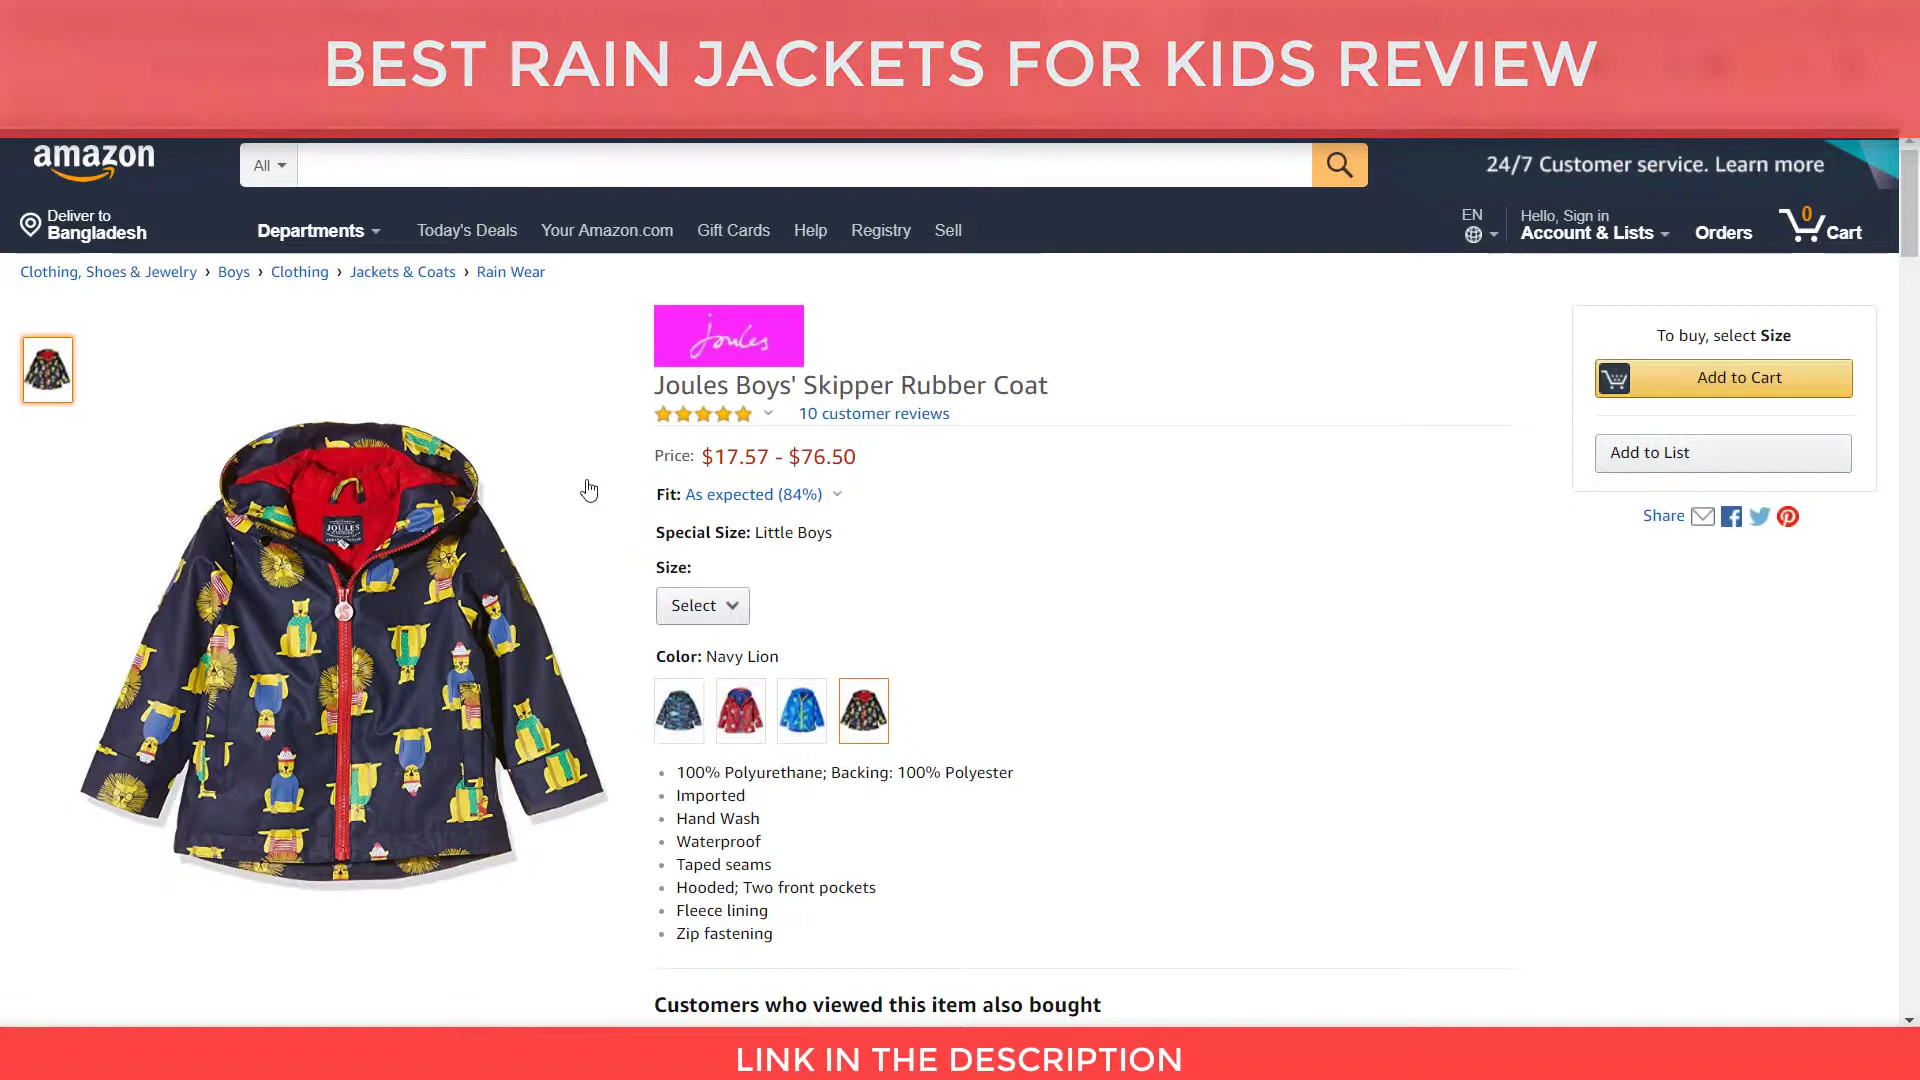 BEST RAIN JACKETS FOR KIDS REVIEW
amazon
All
24/7 Customer service. Learn more
Deliver to
Bangladesh
Departments
Today's Deals
Your Amazon.com
Gift Cards
Help
Registry
Sell
EN
Hello, Sign in
Account & Lists
Orders
0
Cart
Clothing, Shoes & Jewelry › Boys › Clothing › Jackets & Coats › Rain Wear
Joules
Joules Boys' Skipper Rubber Coat
10 customer reviews
Price: $17.57 - $76.50
Fit: As expected (84%)
Special Size: Little Boys
Size:
Select
Color: Navy Lion
100% Polyurethane; Backing: 100% Polyester
Imported
Hand Wash
Waterproof
Taped seams
Hooded; Two front pockets
Fleece lining
Zip fastening
Customers who viewed this item also bought
To buy, select Size
Add to Cart
Add to List
Share
JOULES
LINK IN THE DESCRIPTION